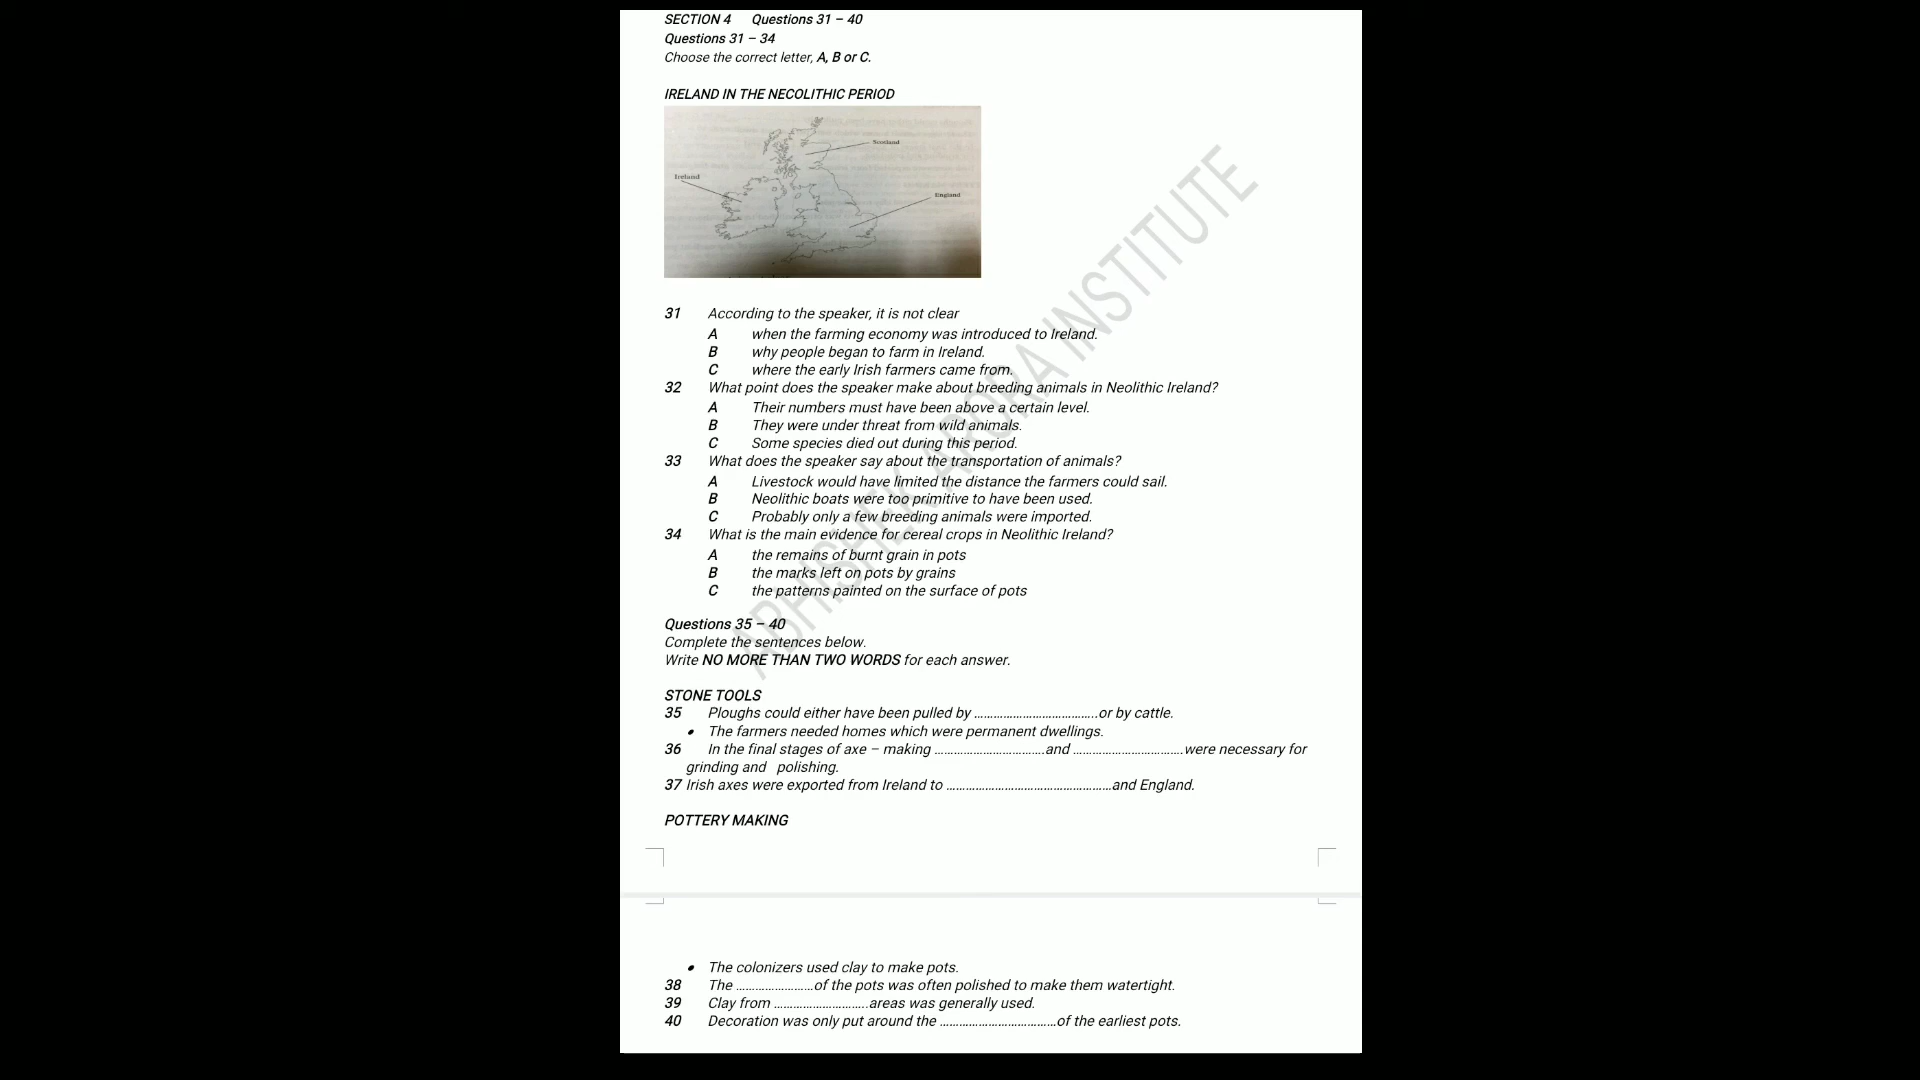 SECTION 4 Questions 31 – 40
Questions 31 – 34
Choose the correct letter, A, B or C.
IRELAND IN THE NECOLITHIC PERIOD
Scotland
Ireland
England
31 According to the speaker, it is not clear
A when the farming economy was introduced to Ireland.
B why people began to farm in Ireland.
C where the early Irish farmers came from.
32 What point does the speaker make about breeding animals in Neolithic Ireland?
A Their numbers must have been above a certain level.
B They were under threat from wild animals.
C Some species died out during this period.
33 What does the speaker say about the transportation of animals?
A Livestock would have limited the distance the farmers could sail.
B Neolithic boats were too primitive to have been used.
C Probably only a few breeding animals were imported.
34 What is the main evidence for cereal crops in Neolithic Ireland?
A the remains of burnt grain in pots
B the marks left on pots by grains
C the patterns painted on the surface of pots
Questions 35 – 40
Complete the sentences below.
Write NO MORE THAN TWO WORDS for each answer.
STONE TOOLS
35 Ploughs could either have been pulled by ………………………………..or by cattle.
• The farmers needed homes which were permanent dwellings.
36 In the final stages of axe – making …………………………….and …………………………….were necessary for
grinding and polishing.
37 Irish axes were exported from Ireland to ……………………………………………and England.
POTTERY MAKING
• The colonizers used clay to make pots.
38 The ……………………of the pots was often polished to make them watertight.
39 Clay from ………………………..areas was generally used.
40 Decoration was only put around the ………………………………of the earliest pots.
ABHISHEK ARORA INSTITUTE